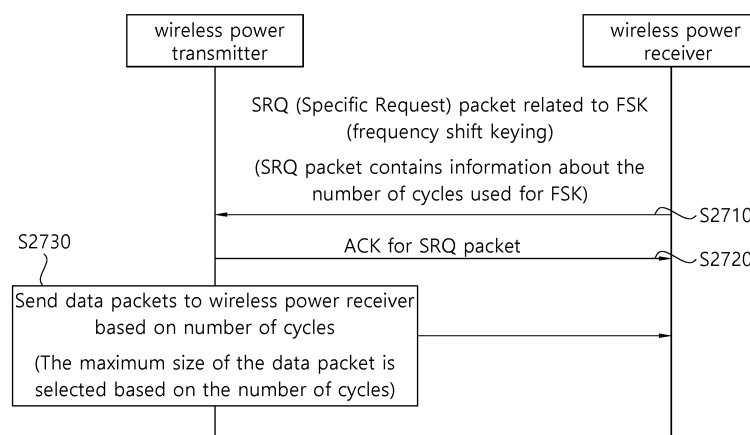 wireless power
transmitter
wireless power
receiver
SRQ (Specific Request) packet related to FSK
(frequency shift keying)
(SRQ packet contains information about the
number of cycles used for FSK)
S2710
ACK for SRQ packet
S2720
S2730
Send data packets to wireless power receiver
based on number of cycles
(The maximum size of the data packet is
selected based on the number of cycles)